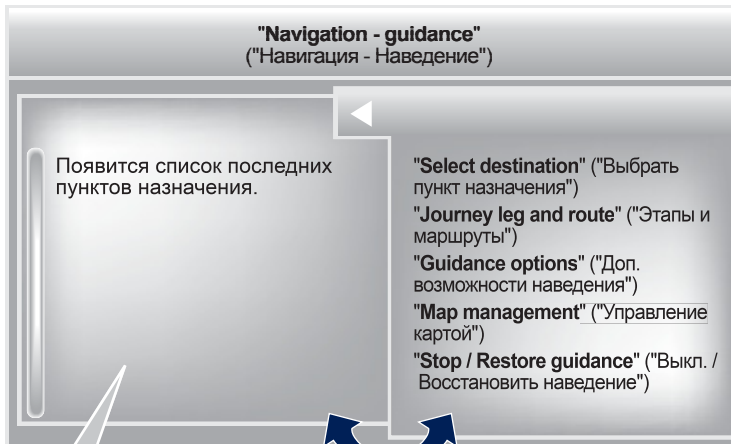 "Navigation - guidance"
("Навигация - Наведение")
Появится список последних
пунктов назначения.
"Select destination" ("Выбрать
пункт назначения")
"Journey leg and route" ("Этапы и
маршруты")
"Guidance options" ("Доп.
возможности наведения")
"Map management" ("Управление
картой")
"Stop / Restore guidance" ("Выкл. /
Восстановить наведение")